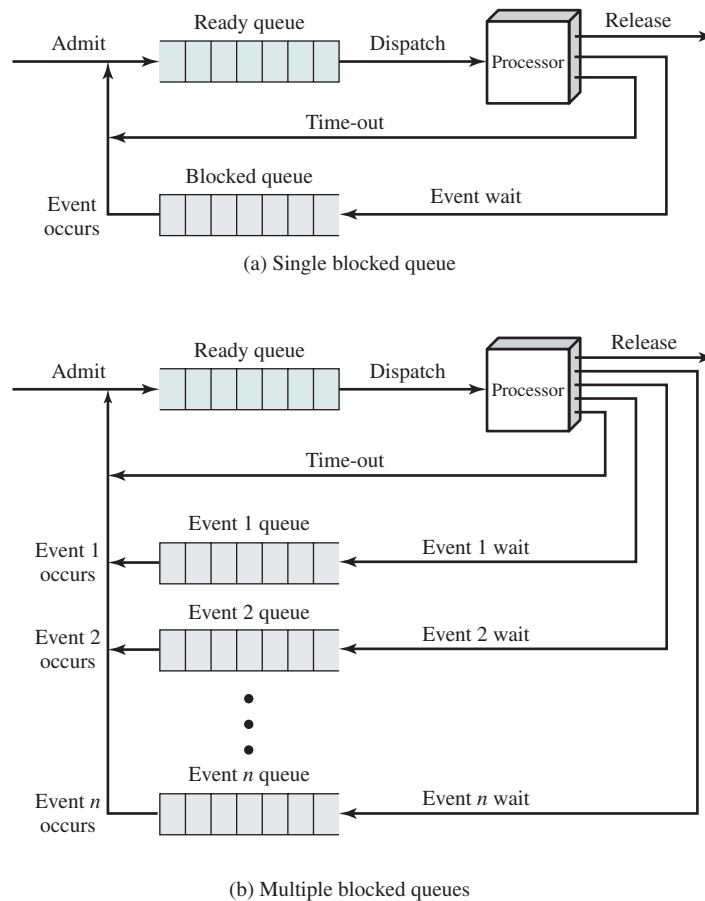 Ready queue
Release
Admit
Dispatch
Processor
Time-out
Blocked queue
Event
occurs
Event wait
(a) Single blocked queue
Ready queue
Release
Admit
Dispatch
Processor
Time-out
Event 1 queue
Event 1
occurs
Event 1 wait
Event 2 queue
Event 2
occurs
Event 2 wait
Event n queue
Event n
occurs
Event n wait
(b) Multiple blocked queues